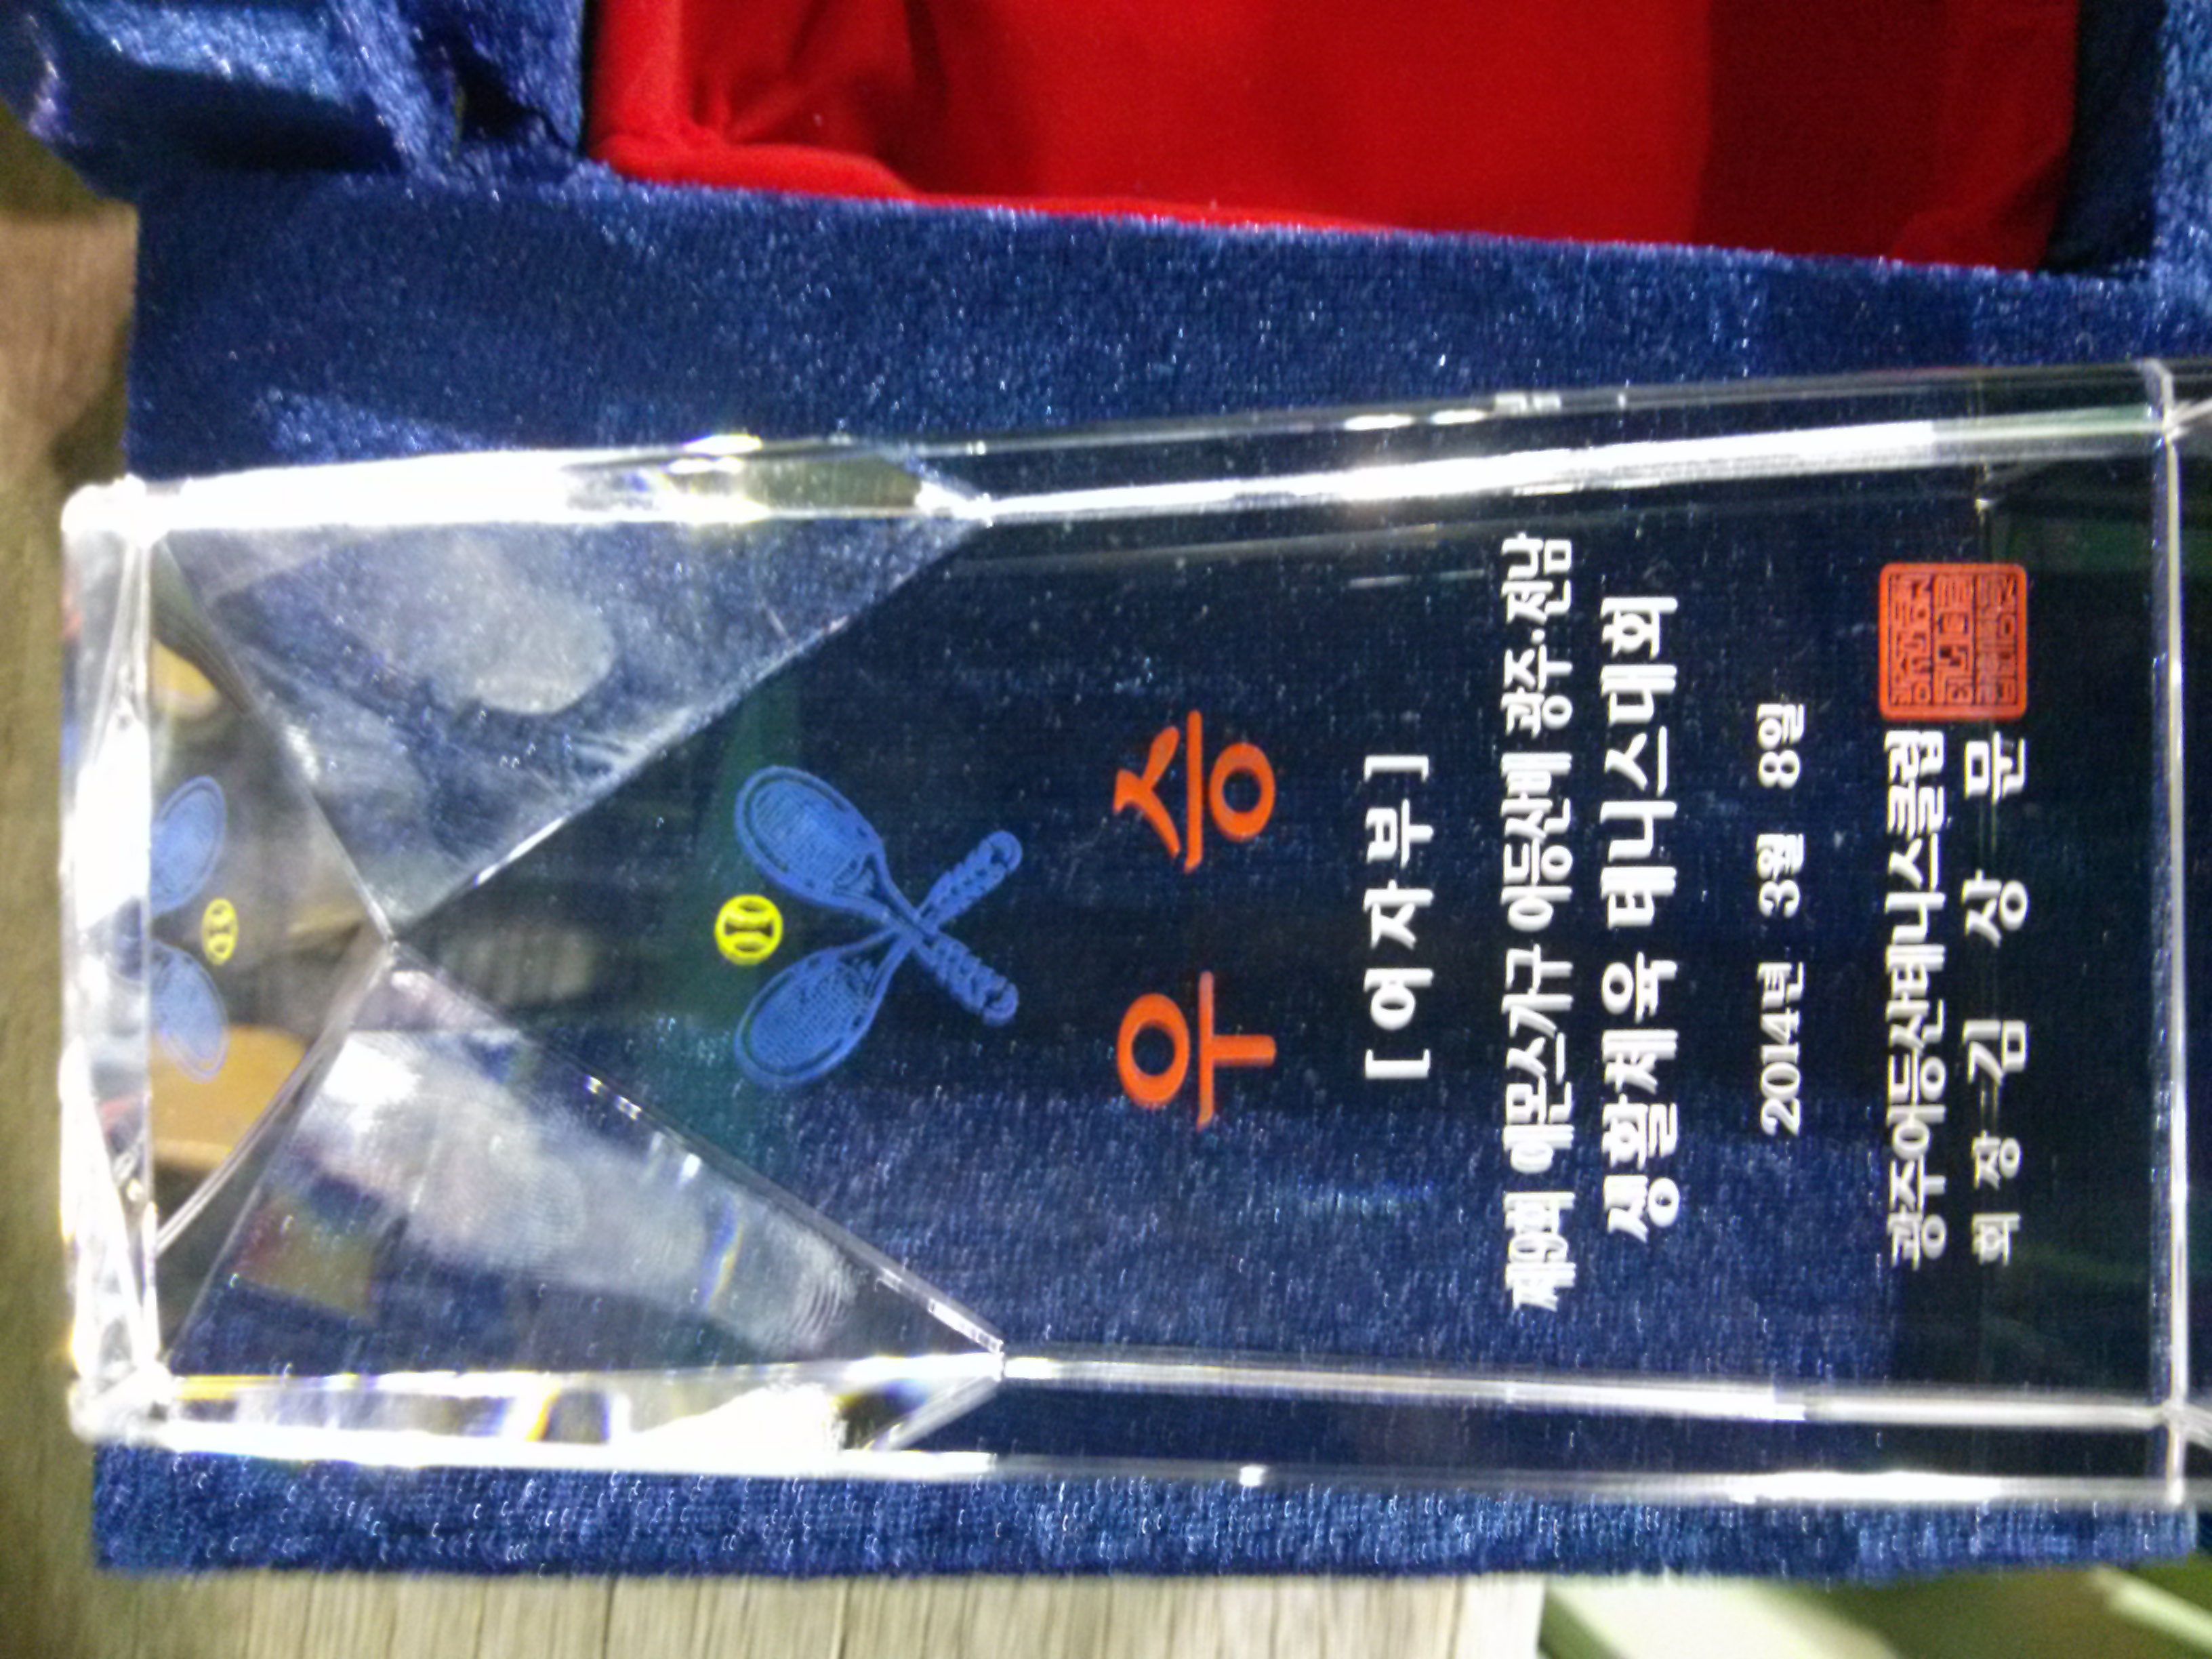 우 승
[ 여 자 부 ]
제19회 에몬스가구 어등산배 광주·전남
생활체육 테니스대회
2014년 3월 8일
광주어등산테니스클럽
회 장 김 상 문